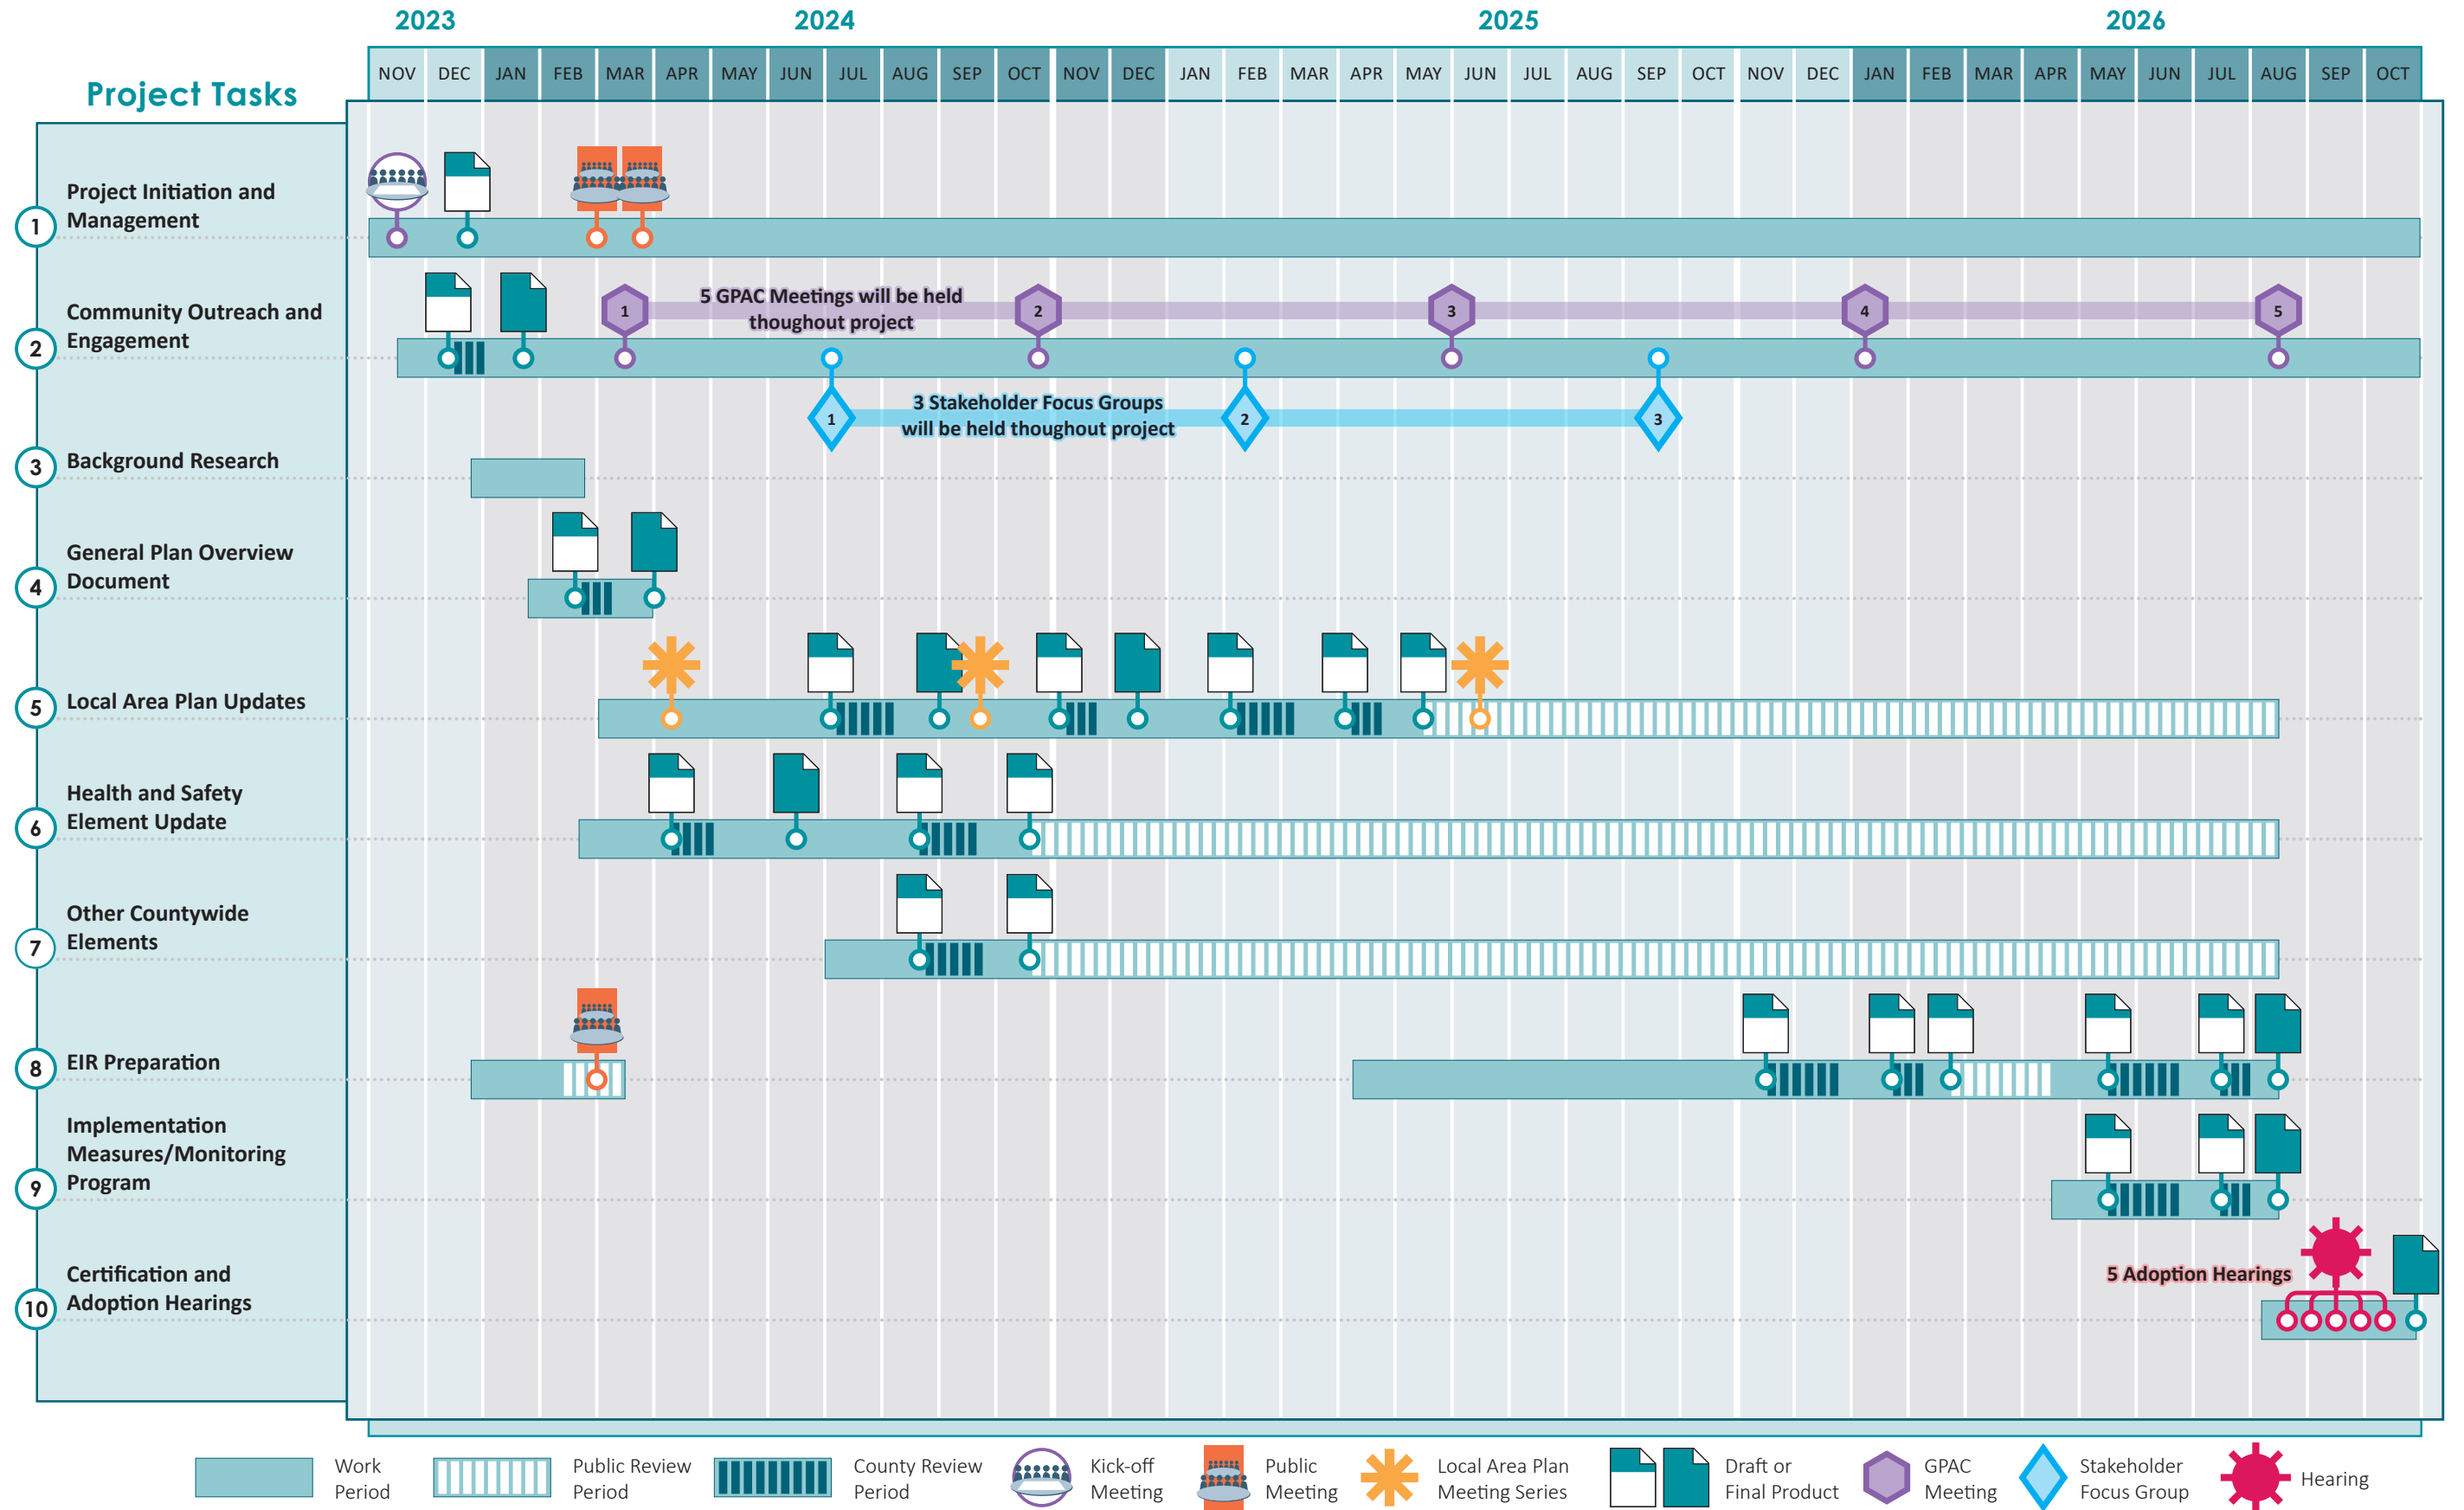 2023 2024 2025 2026
NOV DEC JAN FEB MAR APR MAY JUN JUL AUG SEP OCT NOV DEC JAN FEB MAR APR MAY JUN JUL AUG SEP OCT NOV DEC JAN FEB MAR APR MAY JUN JUL AUG SEP OCT
Project Tasks
1 Project Initiation and
Management
2 Community Outreach and
Engagement
1 2 3 4 5
5 GPAC Meetings will be held
thoughout project
1 2 3
3 Stakeholder Focus Groups
will be held thoughout project
3 Background Research
4 General Plan Overview
Document
5 Local Area Plan Updates
6 Health and Safety
Element Update
7 Other Countywide
Elements
8 EIR Preparation
9 Implementation
Measures/Monitoring
Program
10 Certification and
Adoption Hearings
5 Adoption Hearings
Work
Period
Public Review
Period
County Review
Period
Kick-off
Meeting
Public
Meeting
Local Area Plan
Meeting Series
Draft or
Final Product
GPAC
Meeting
Stakeholder
Focus Group
Hearing